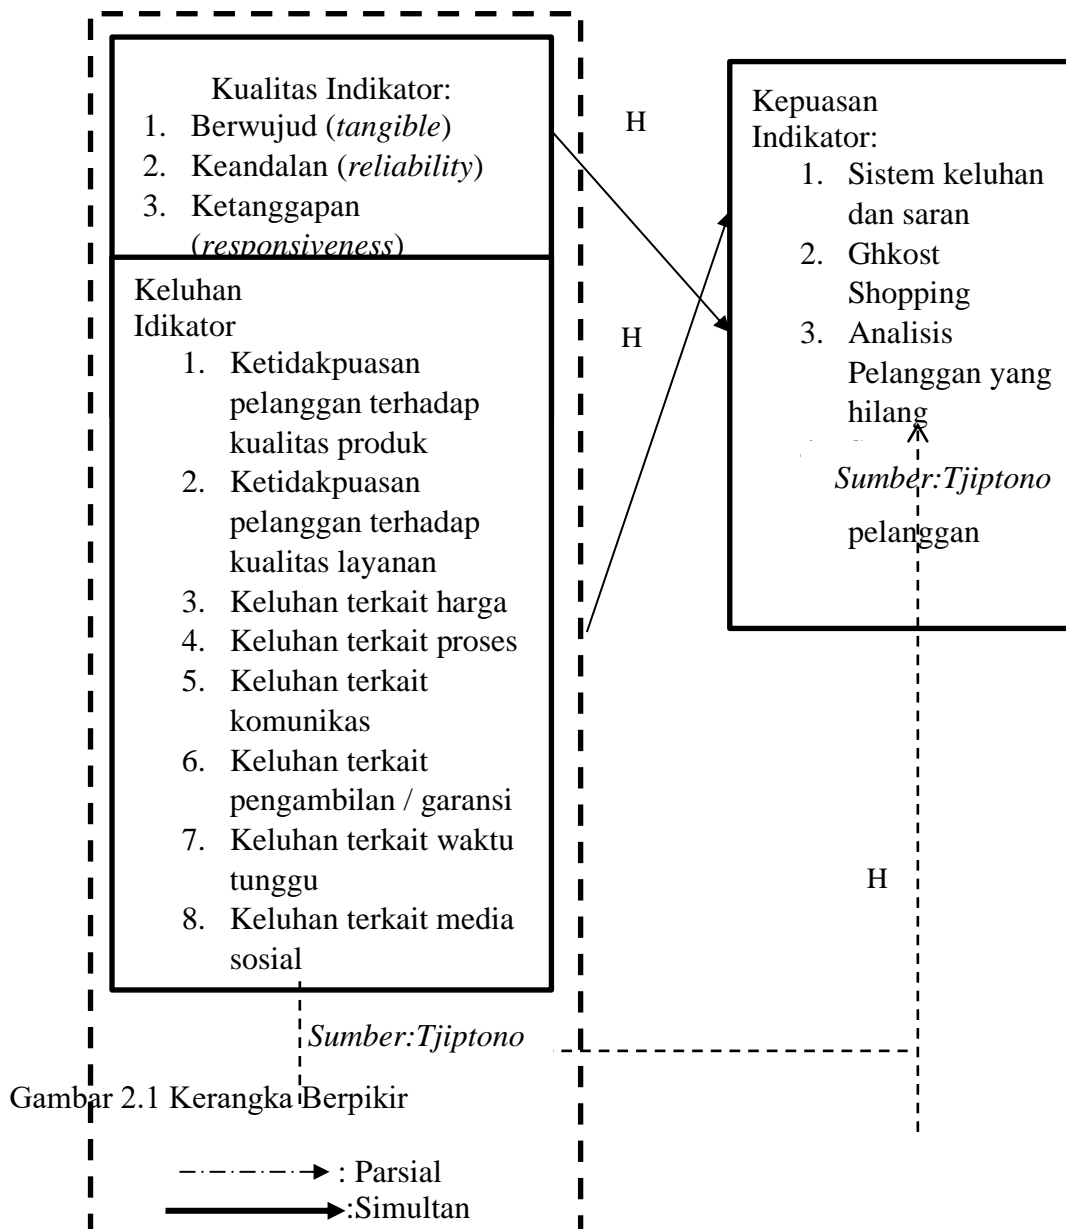 Kualitas Indikator:
1. Berwujud (tangible)
2. Keandalan (reliability)
3. Ketanggapan
(responsiveness)
Keluhan
Idikator
1. Ketidakpuasan
pelanggan terhadap
kualitas produk
2. Ketidakpuasan
pelanggan terhadap
kualitas layanan
3. Keluhan terkait harga
4. Keluhan terkait proses
5. Keluhan terkait
komunikas
6. Keluhan terkait
pengambilan / garansi
7. Keluhan terkait waktu
tunggu
8. Keluhan terkait media
sosial
Sumber:Tjiptono
H
H
Kepuasan
Indikator:
1. Sistem keluhan
dan saran
2. Ghkost
Shopping
3. Analisis
Pelanggan yang
hilang
Sumber:Tjiptono
pelanggan
H
Gambar 2.1 Kerangka Berpikir
: Parsial
:Simultan